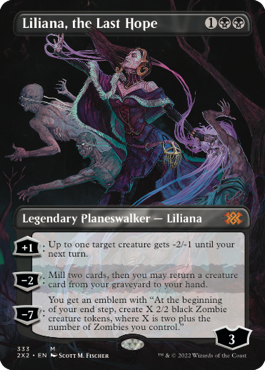 Liliana, the Last Hope 1
Legendary Planeswalker — Liliana
+1 : Up to one target creature gets -2/-1 until your
next turn.
-2 : Mill two cards, then you may return a creature
card from your graveyard to your hand.
-7 : You get an emblem with “At the
beginning of your end step, create X 2/2 black Zombie
creature tokens, where X is two plus the
number of Zombies you control.”
3
333 M
2X2 • EN SCOTT M. FISCHER ™ & © 2022 Wizards of the Coast